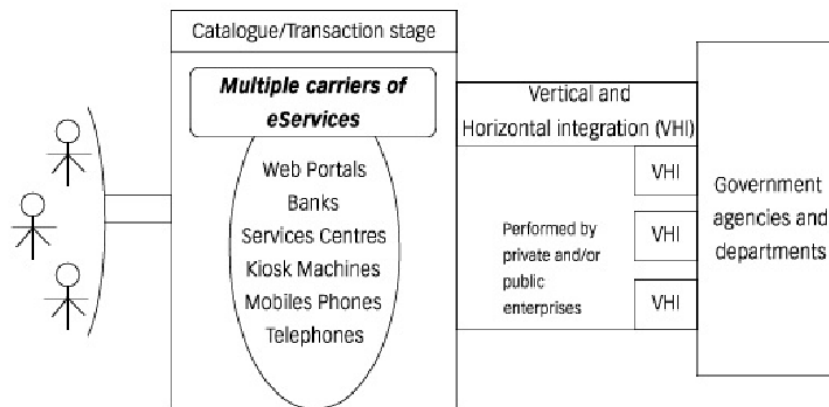 Catalogue/Transaction stage
Multiple carriers of
eServices
Web Portals
Banks
Services Centres
Kiosk Machines
Mobiles Phones
Telephones
Vertical and
Horizontal integration (VHI)
Performed by
private and/or
public
enterprises
VHI
VHI
VHI
Government
agencies and
departments